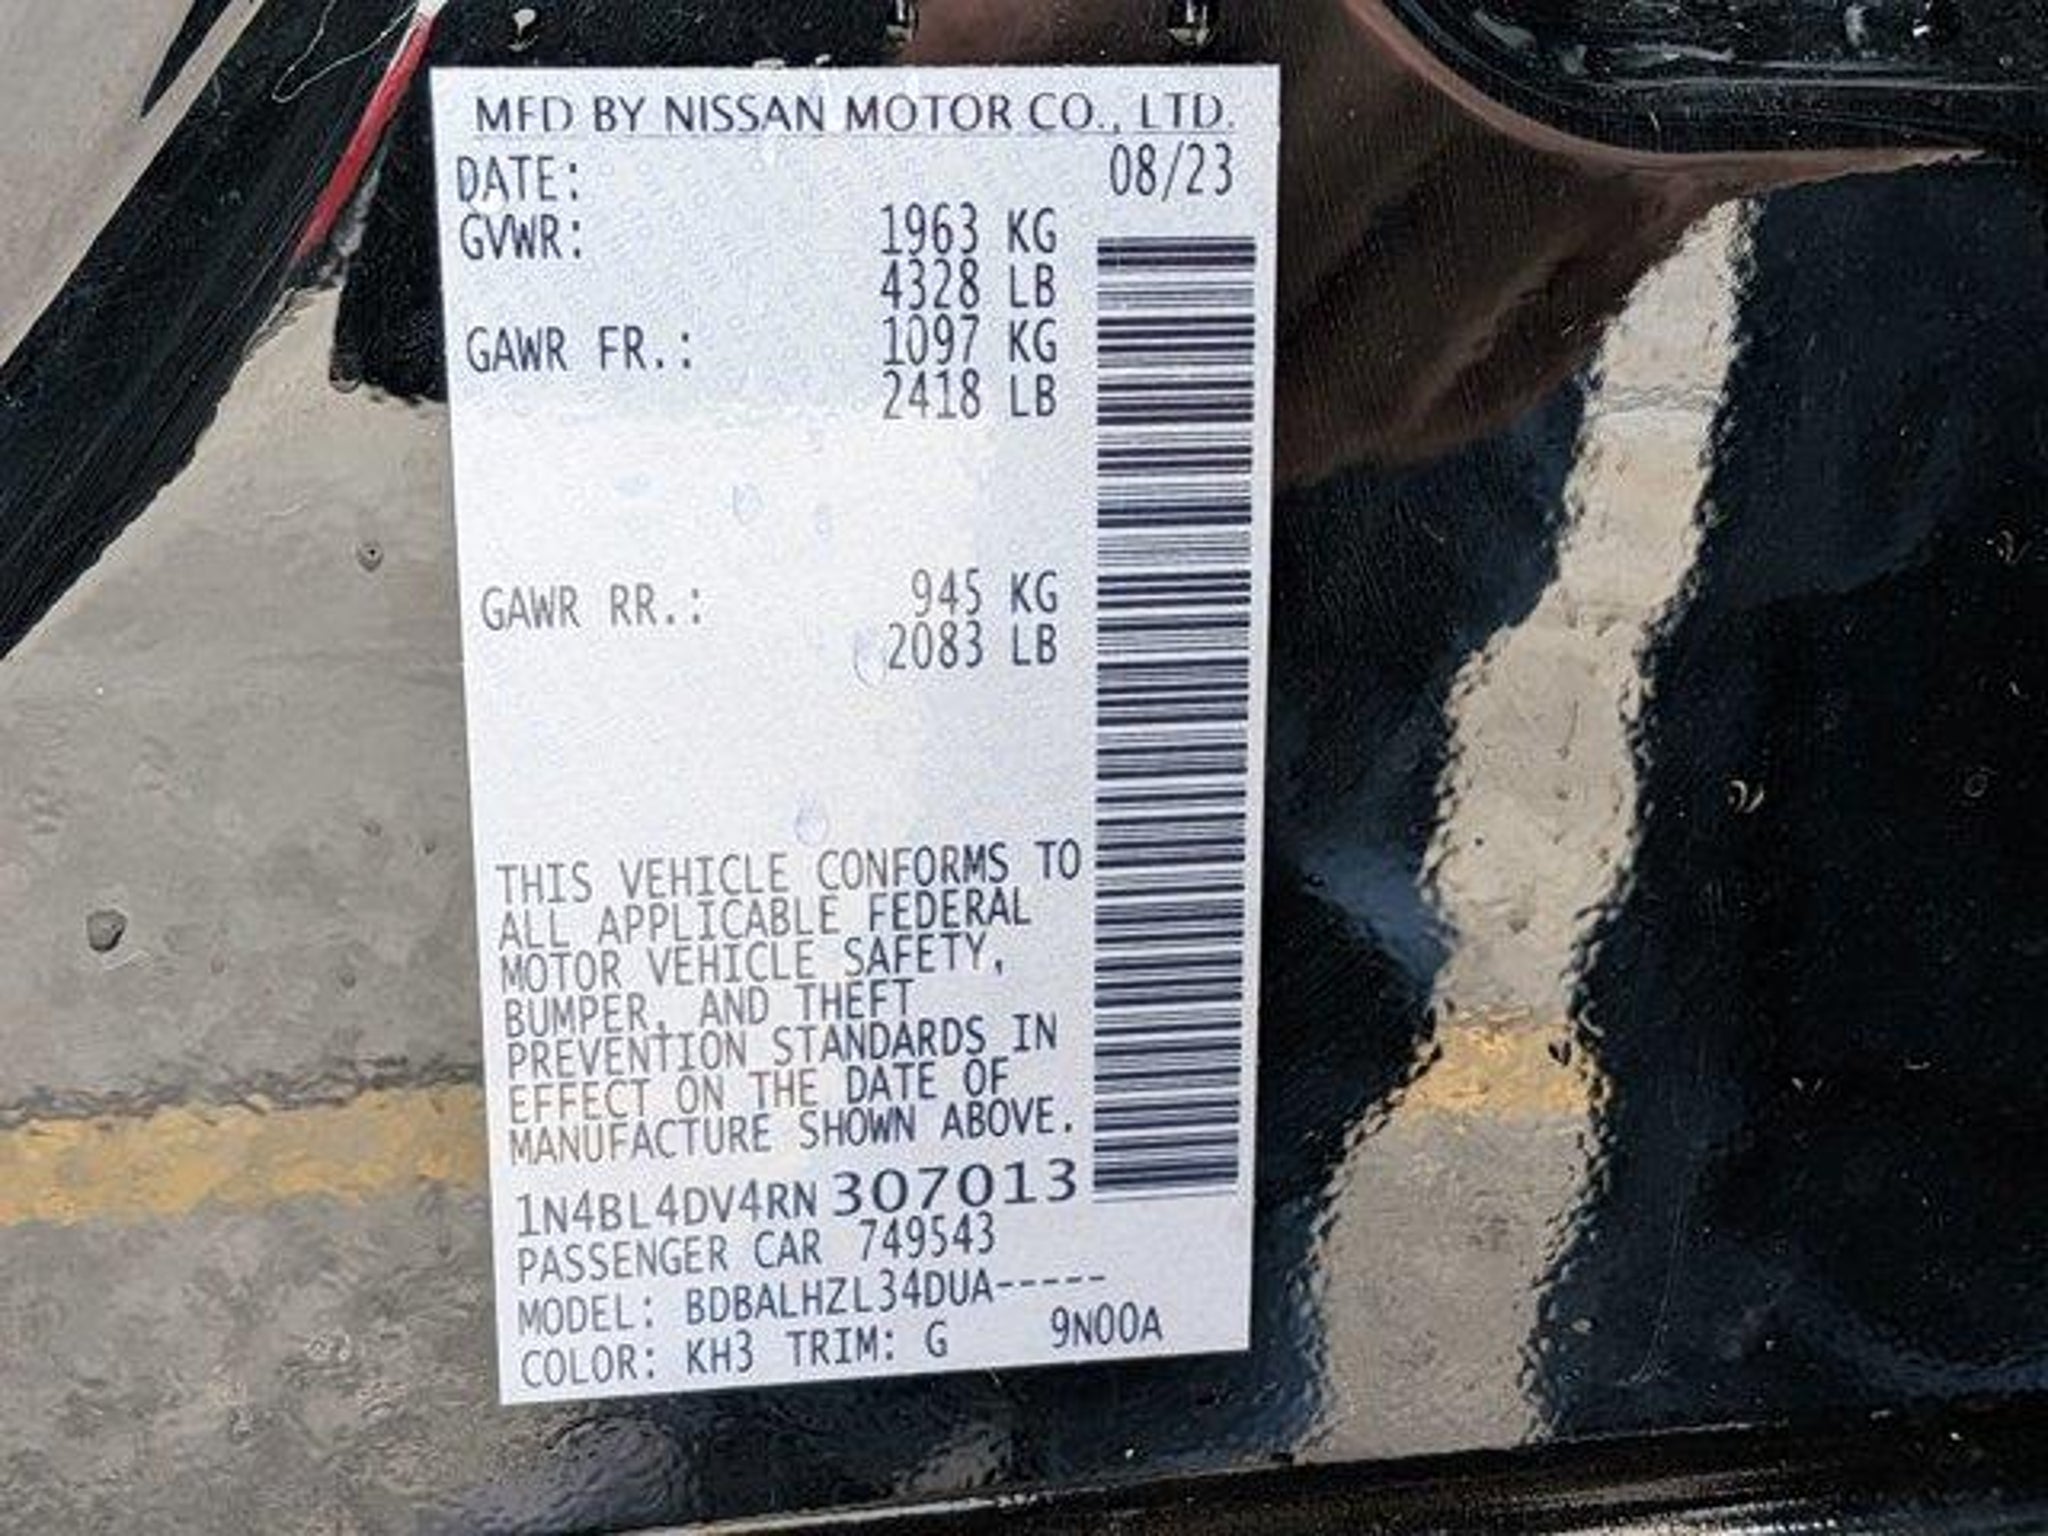 MFD BY NISSAN MOTOR CO., LTD.
DATE: 08/23
GVWR: 1963 KG
4328 LB
GAWR FR.: 1097 KG
2418 LB
GAWR RR.: 945 KG
2083 LB
THIS VEHICLE CONFORMS TO
ALL APPLICABLE FEDERAL
MOTOR VEHICLE SAFETY,
BUMPER, AND THEFT
PREVENTION STANDARDS IN
EFFECT ON THE DATE OF
MANUFACTURE SHOWN ABOVE.
1N4BL4DV4RN307013
PASSENGER CAR 749543
MODEL: BDBALHZL34DUA-----
COLOR: KH3 TRIM: G 9N00A